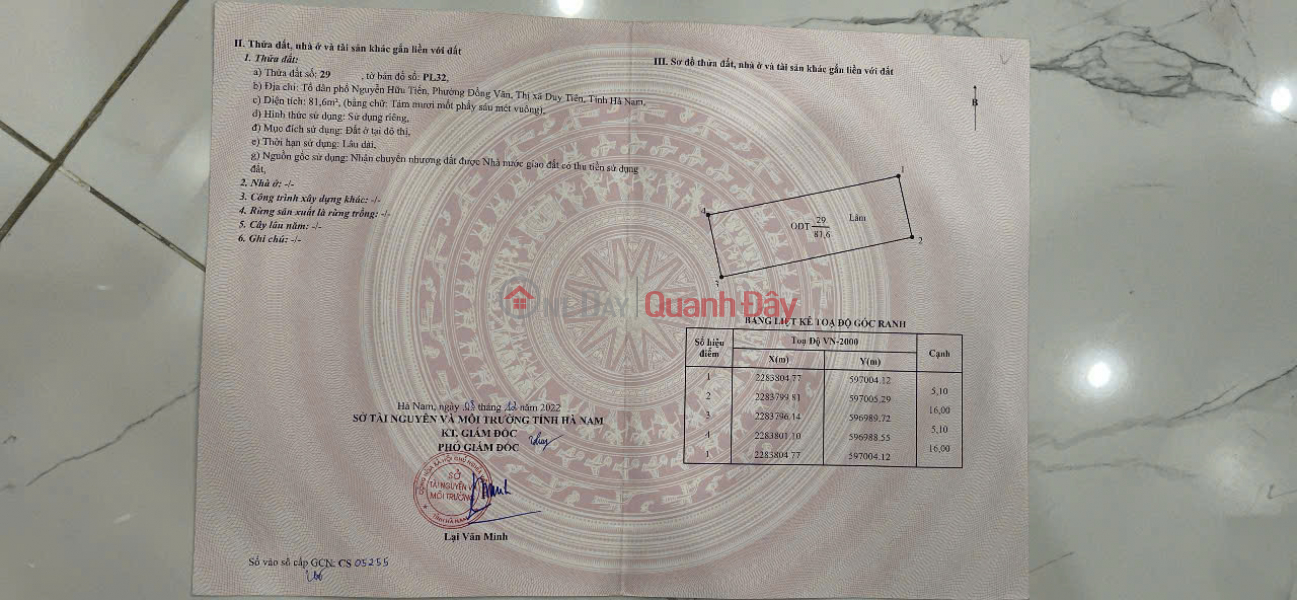 II. Thửa đất, nhà ở và tài sản khác gắn liền với đất
1. Thửa đất:
a) Thửa đất số: 29 , tờ bản đồ số: PL32,
b) Địa chỉ: Tổ dân phố Nguyễn Hữu Tiến, Phường Đồng Văn, Thị xã Duy Tiên, Tỉnh Hà Nam,
c) Diện tích: 81,6m², (bằng chữ: Tám mươi mốt phẩy sáu mét vuông),
d) Hình thức sử dụng: Sử dụng riêng,
đ) Mục đích sử dụng: Đất ở tại đô thị,
e) Thời hạn sử dụng: Lâu dài,
g) Nguồn gốc sử dụng: Nhận chuyển nhượng đất được Nhà nước giao đất có thu tiền sử dụng
đất,
2. Nhà ở: -/-
3. Công trình xây dựng khác: -/-
4. Rừng sản xuất là rừng trồng: -/-
5. Cây lâu năm: -/-
6. Ghi chú: -/-
Hà Nam, ngày 05 tháng 12 năm 2022
SỞ TÀI NGUYÊN VÀ MÔI TRƯỜNG TỈNH HÀ NAM
KT. GIÁM ĐỐC
PHÓ GIÁM ĐỐC
SỞ
TÀI NGUYÊN VÀ
MÔI TRƯỜNG
TỈNH HÀ NAM
Lại Văn Minh
Số vào sổ cấp GCN: CS 05255
III. Sơ đồ thửa đất, nhà ở và tài sản khác gắn liền với đất
B
1
4
ODT 29
81,6
Lâm
2
3
ONE DAY Quanh Đây
BẢNG LIỆT KÊ TOẠ ĐỘ GÓC RANH
Số hiệu điểm Toạ Độ VN-2000 Cạnh
X(m) Y(m)
1 2283804.77 597004.12
5,10
2 2283799.81 597005.29
16,00
3 2283796.14 596989.72
5,10
4 2283801.10 596988.55
16,00
1 2283804.77 597004.12